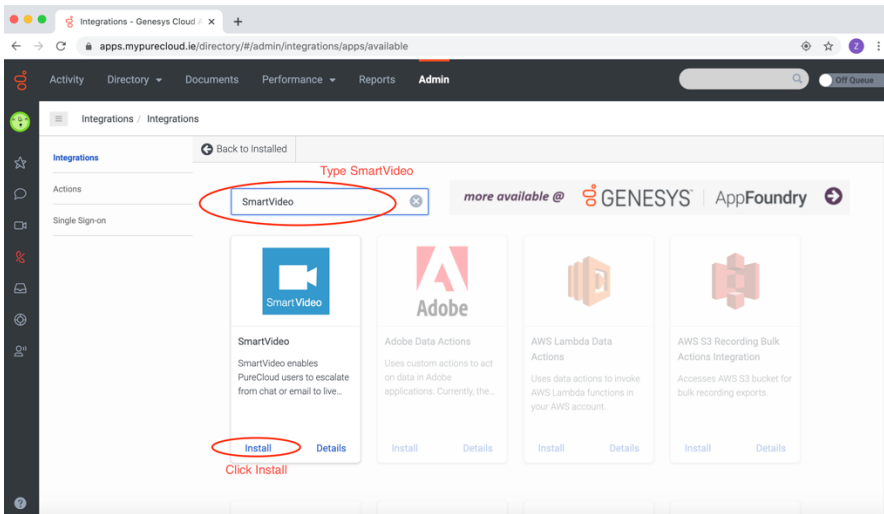 Integrations - Genesys Cloud A
apps.mypurecloud.ie/directory/#/admin/integrations/apps/available
Z
Activity
Directory
Documents
Performance
Reports
Admin
Off Queue
Integrations / Integrations
Integrations
Actions
Single Sign-on
Back to Installed
Type SmartVideo
SmartVideo
more available @ GENESYS AppFoundry
Smart Video
SmartVideo
SmartVideo enables
PureCloud users to escalate
from chat or email to live...
Install
Details
Click Install
Adobe
Adobe Data Actions
Uses custom actions to act
on data in Adobe
applications. Currently, the...
Install
Details
AWS Lambda Data
Actions
Uses data actions to invoke
AWS Lambda functions in
your AWS account
Install
Details
AWS S3 Recording Bulk
Actions Integration
Accesses AWS S3 bucket for
bulk recording exports.
Install
Details